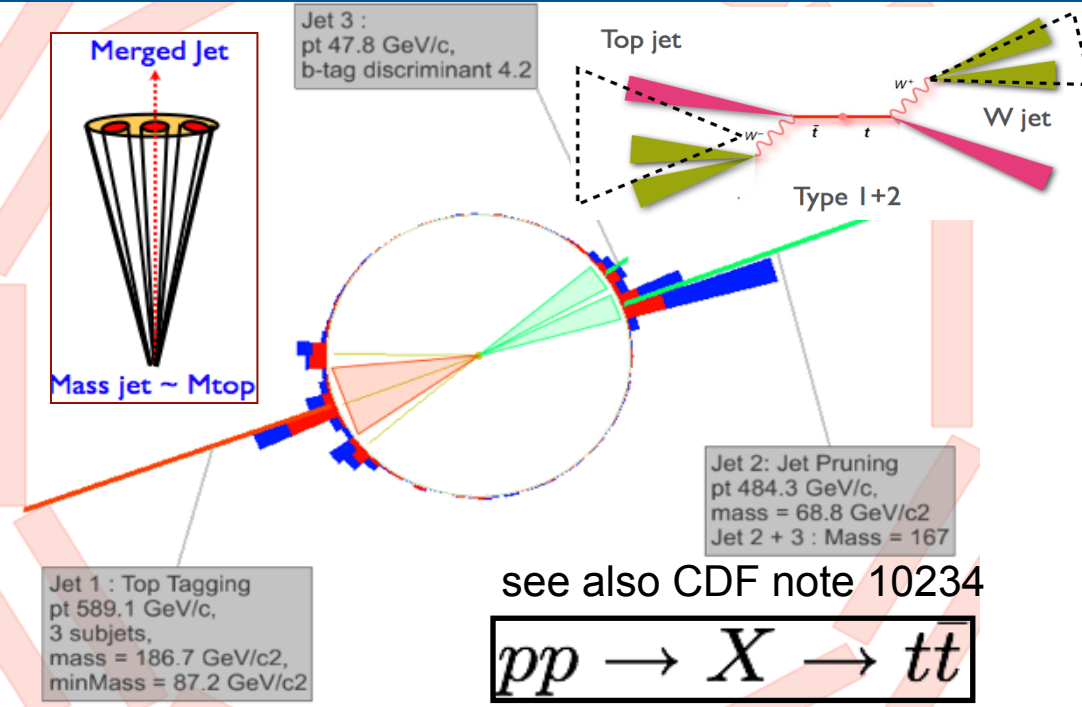 Merged Jet
Mass jet ~ Mtop
Jet 3 :
pt 47.8 GeV/c,
b-tag discriminant 4.2
Top jet
W⁺
W jet
W⁻
t̄
t
Type 1+2
Jet 2: Jet Pruning
pt 484.3 GeV/c,
mass = 68.8 GeV/c2
Jet 2 + 3 : Mass = 167
Jet 1 : Top Tagging
pt 589.1 GeV/c,
3 subjets,
mass = 186.7 GeV/c2,
minMass = 87.2 GeV/c2
see also CDF note 10234
pp → X → tt̄